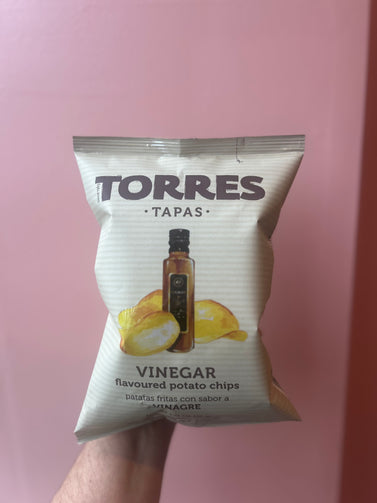 TORRES
· TAPAS ·
VINEGAR
flavoured potato chips
patatas fritas con sabor a
VINAGRE